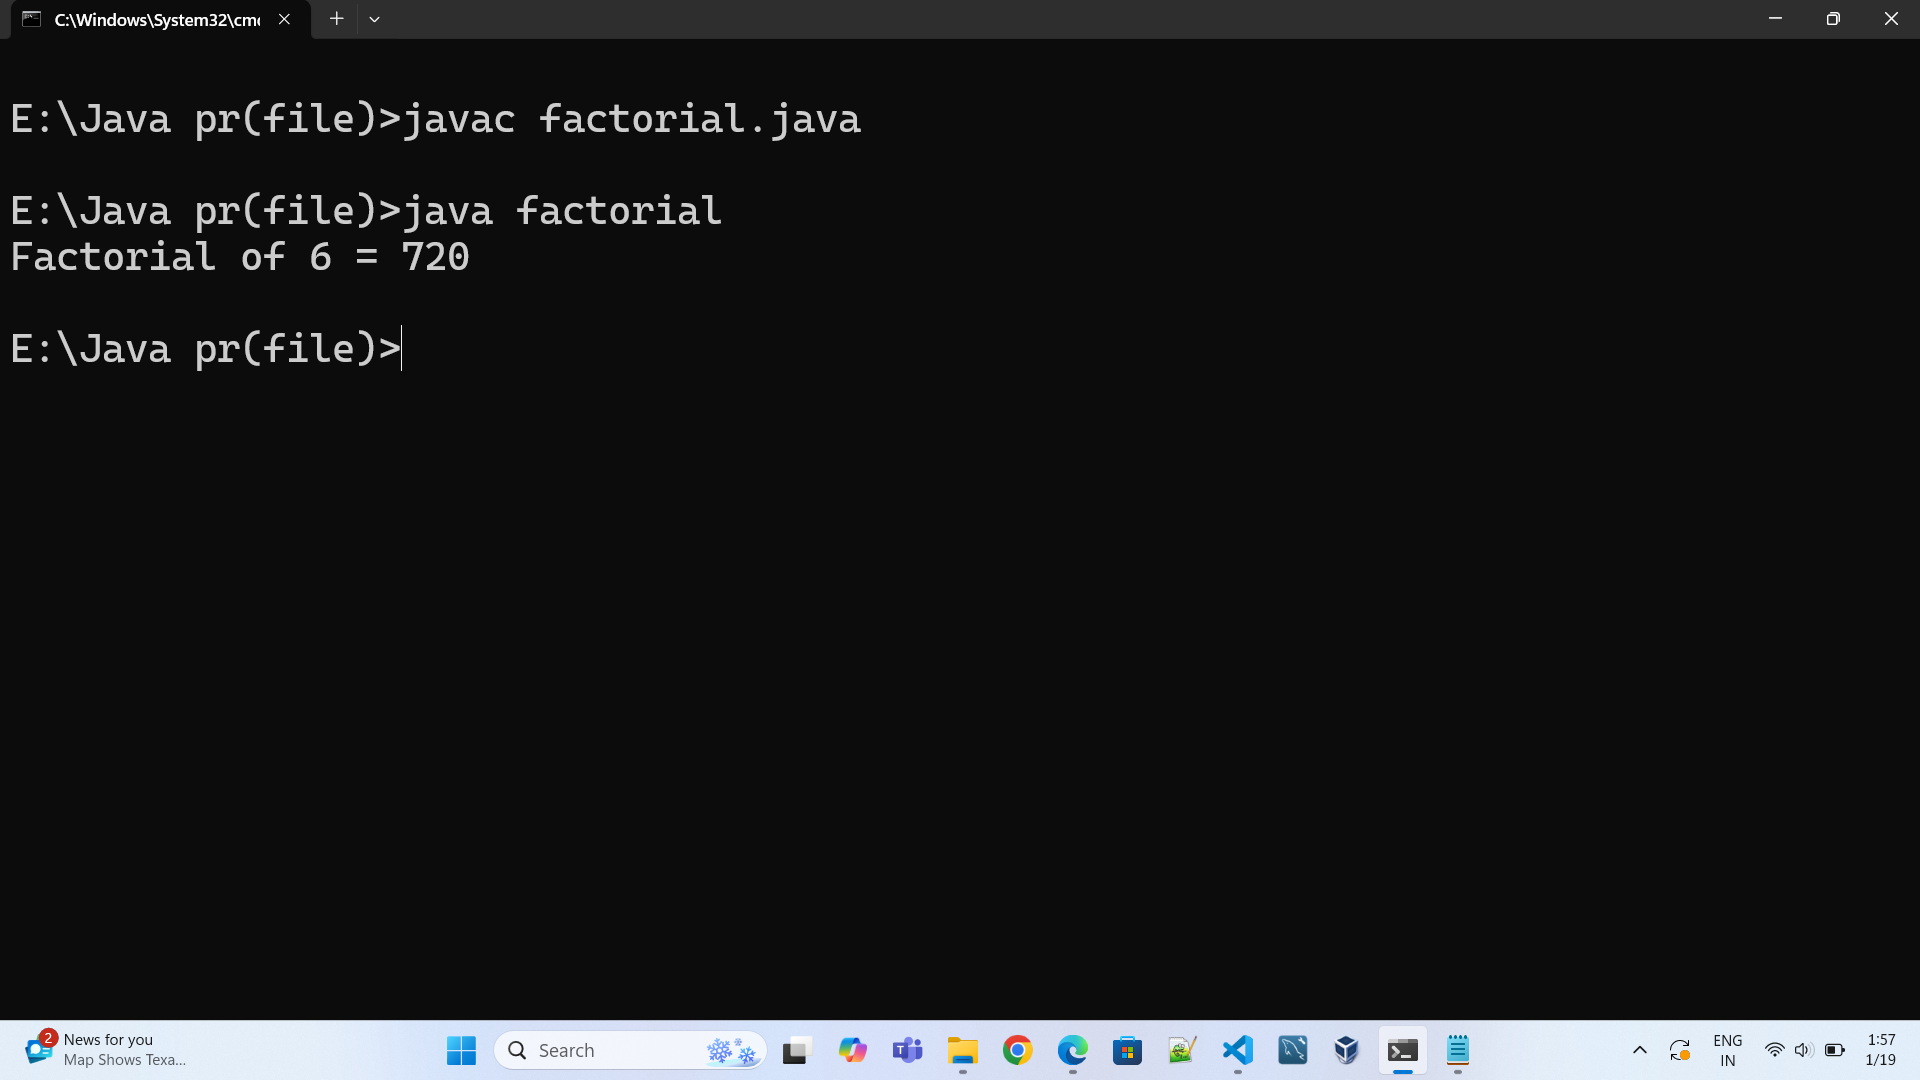 C:\Windows\System32\cm
E:\Java pr(file)>javac factorial.java
E:\Java pr(file)>java factorial
Factorial of 6 = 720
E:\Java pr(file)>
2
News for you
Map Shows Texa...
Search
ENG
IN
1:57
1/19